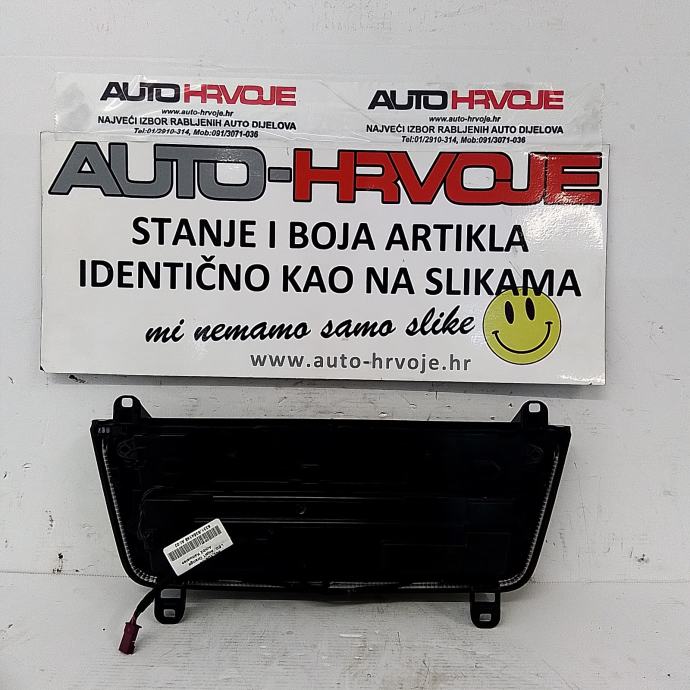 AUTO HRVOJE
www.auto-hrvoje.hr
NAJVEĆI IZBOR RABLJENIH AUTO DIJELOVA
Tel:01/2910-314, Mob:091/3071-036
AUTO HRVOJE
www.auto-hrvoje.hr
NAJVEĆI IZBOR RABLJENIH AUTO DIJELOVA
Tel:01/2910-314, Mob:091/3071-036
AUTO-HRVOJE
STANJE I BOJA ARTIKLA
IDENTIČNO KAO NA SLIKAMA
mi nemamo samo slike
www.auto-hrvoje.hr